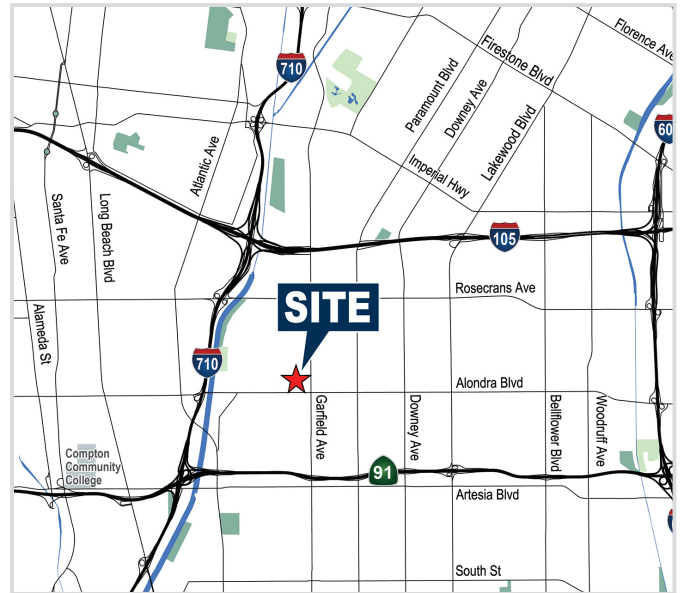 Florence Ave
Firestone Blvd
710
Paramount Blvd
Downey Ave
Lakewood Blvd
60
Atlantic Ave
Imperial Hwy
Santa Fe Ave
Long Beach Blvd
105
Rosecrans Ave
SITE
Alameda St
710
Alondra Blvd
Garfield Ave
Downey Ave
Bellflower Blvd
Woodruff Ave
Compton
Community
College
91
Artesia Blvd
South St